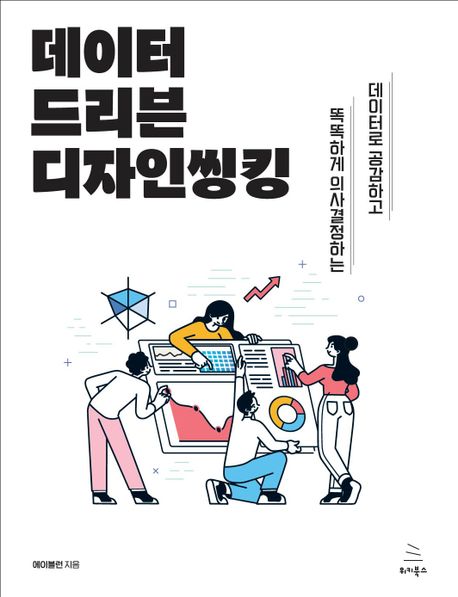 데이터
드리븐
디자인씽킹
데이터로 공감하고
똑똑하게 의사결정하는
에이블런 지음
위키북스